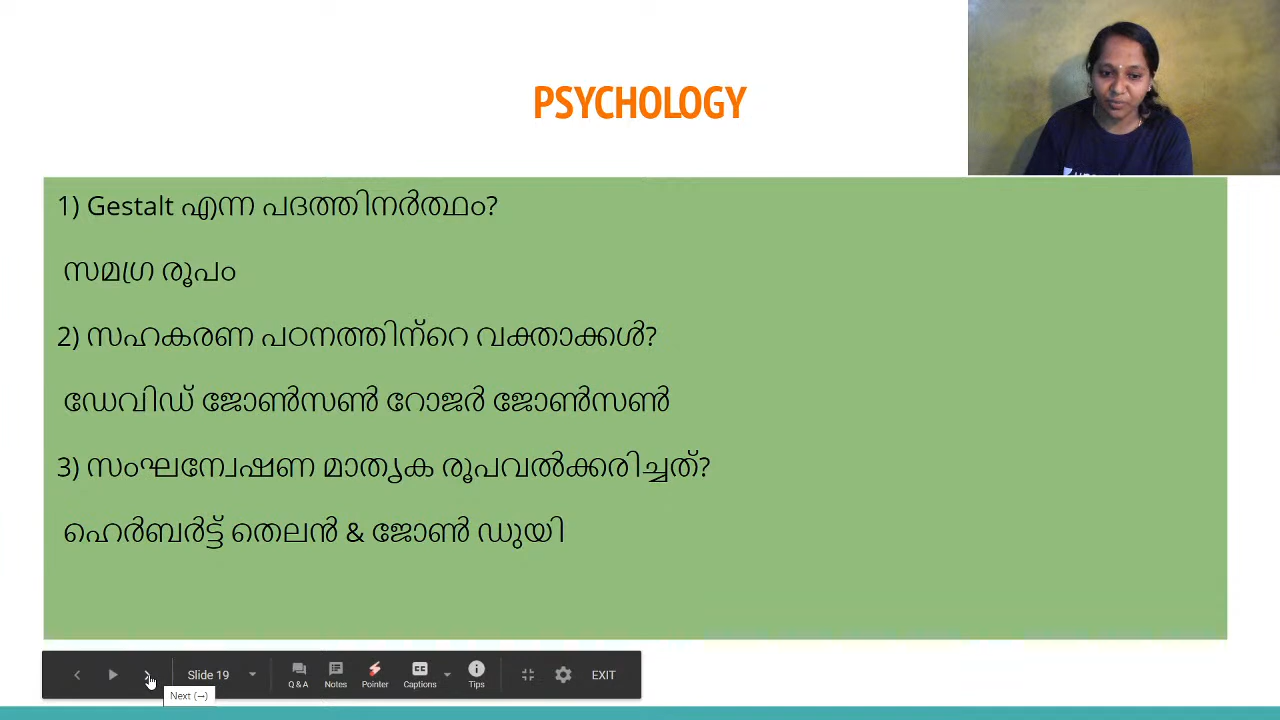 PSYCHOLOGY
1) Gestalt എന്ന പദത്തിനർത്ഥം?
സമഗ്ര രൂപം
2) സഹകരണ പഠനത്തിന്റെ വക്താക്കൾ?
ഡേവിഡ് ജോൺസൺ റോജർ ജോൺസൺ
3) സംഘന്വേഷണ മാതൃക രൂപവൽക്കരിച്ചത്?
ഹെർബർട്ട് തെലൻ & ജോൺ ഡുയി
Slide 19
Q & A
Notes
Pointer
Captions
Tips
EXIT
Next (→)